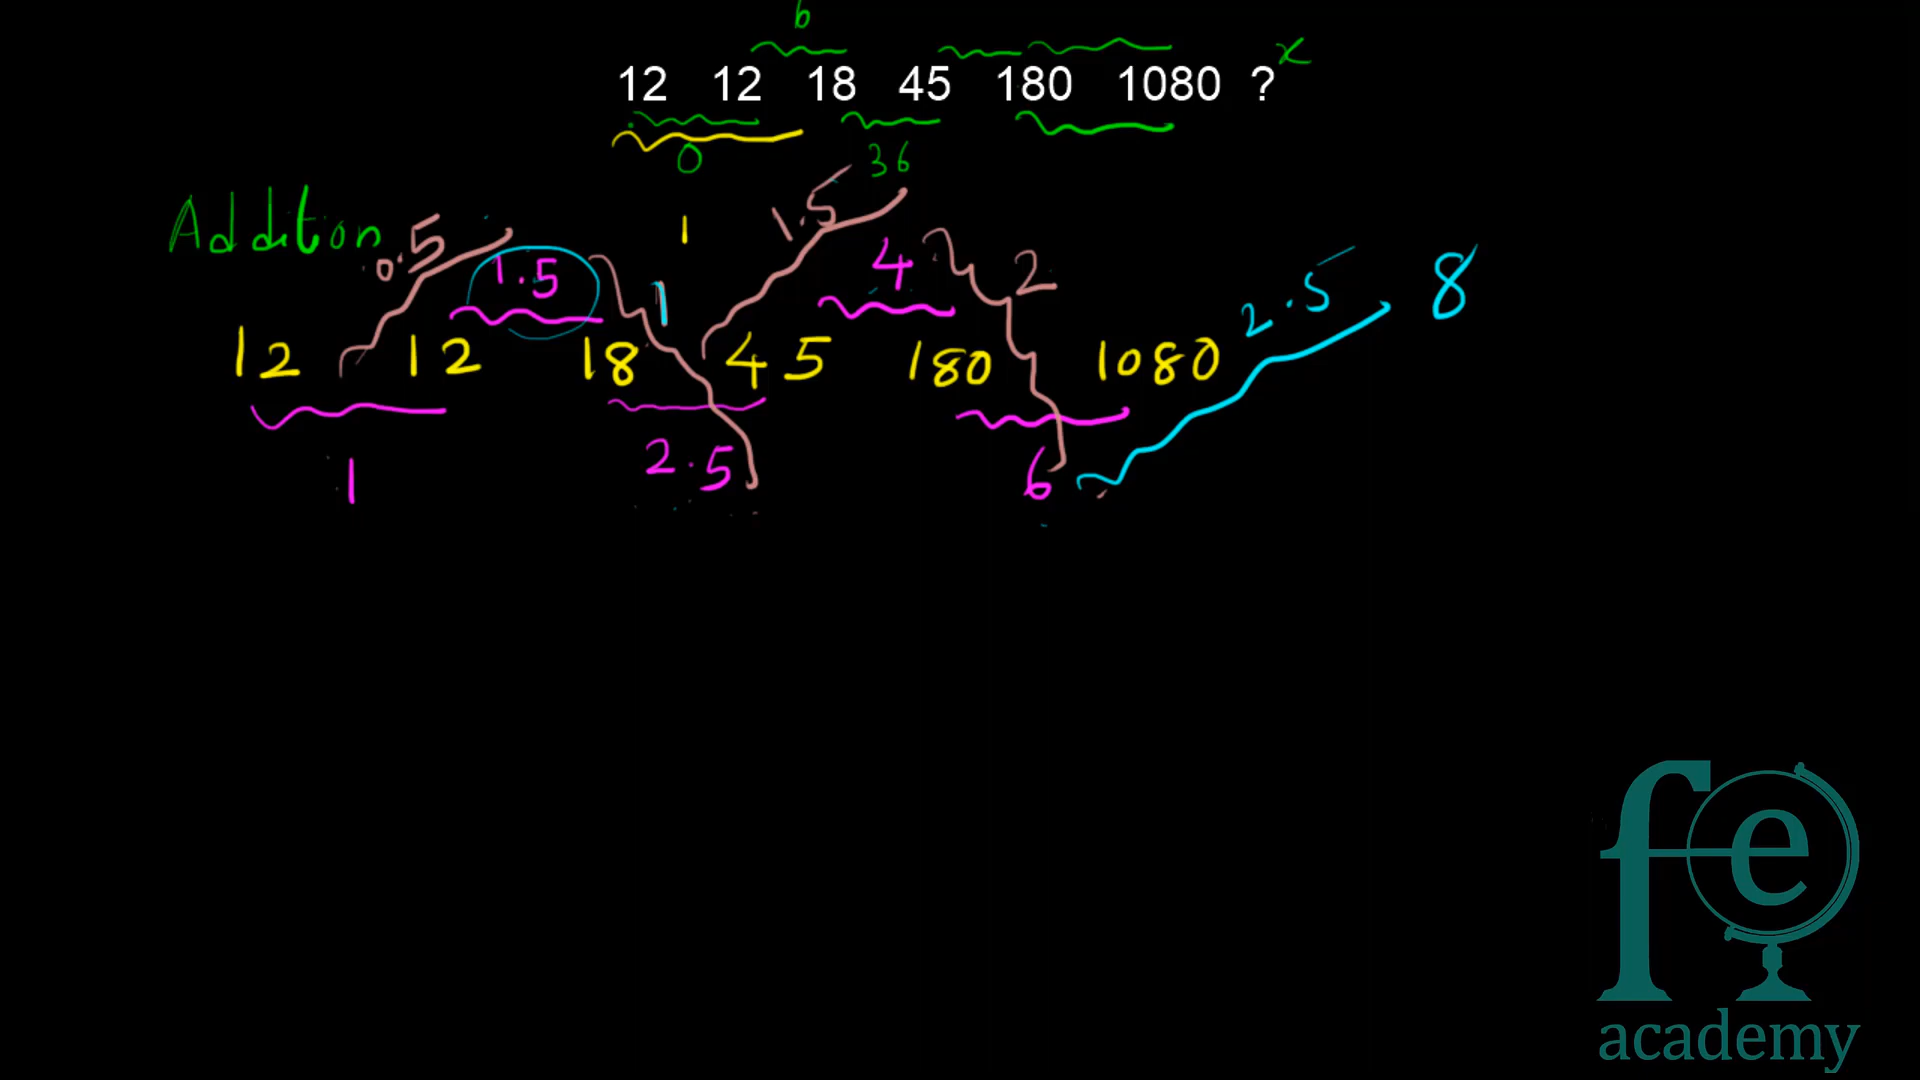 6
12 12 18 45 180 1080 ? x
0 36
Addition
1
0.5 1.5 1 1.5 4 2 2.5 8
12 12 18 45 180 1080
1 2.5 6
fe
academy